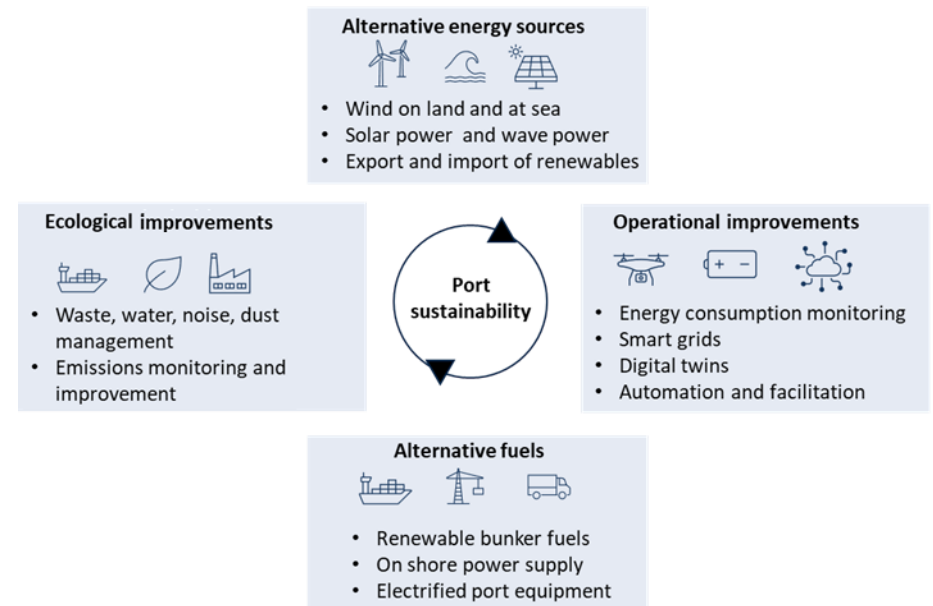 Alternative energy sources
• Wind on land and at sea
• Solar power and wave power
• Export and import of renewables
Ecological improvements
• Waste, water, noise, dust
management
• Emissions monitoring and
improvement
Port
sustainability
Operational improvements
• Energy consumption monitoring
• Smart grids
• Digital twins
• Automation and facilitation
Alternative fuels
• Renewable bunker fuels
• On shore power supply
• Electrified port equipment